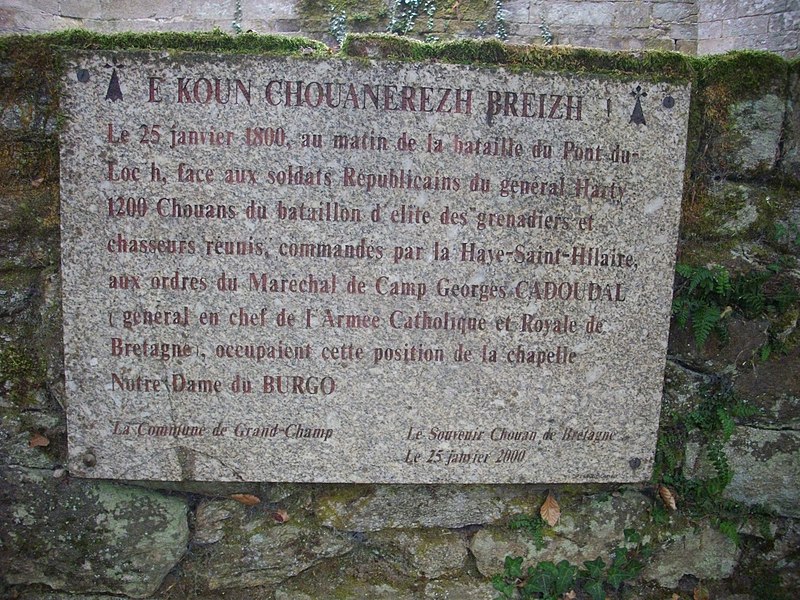 E KOUN CHOUANEREZH BREIZH !
Le 25 janvier 1800, au matin de la bataille du Pont-du-
Loc'h, face aux soldats Républicains du général Harty
1200 Chouans du bataillon d'élite des grenadiers et
chasseurs réunis, commandés par la Haye-Saint-Hilaire,
aux ordres du Maréchal de Camp Georges CADOUDAL
( général en chef de l'Armée Catholique et Royale de
Bretagne), occupaient cette position de la chapelle
Notre Dame du BURGO
La Commune de Grand-Champ
Le Souvenir Chouan de Bretagne
Le 25 janvier 2000